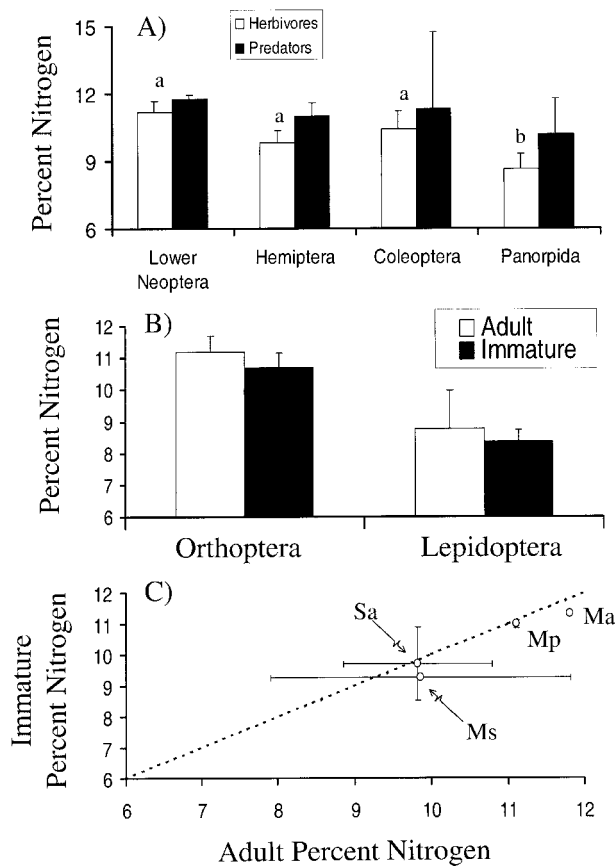 A)
Herbivores
Predators
Percent Nitrogen
15
12
9
6
a
a
a
b
Lower
Neoptera
Hemiptera
Coleoptera
Panorpida
B)
Adult
Immature
Percent Nitrogen
12
11
10
9
8
7
6
Orthoptera
Lepidoptera
C)
Immature
Percent Nitrogen
12
11
10
9
8
7
6
Sa
Ms
Mp
Ma
6
7
8
9
10
11
12
Adult Percent Nitrogen